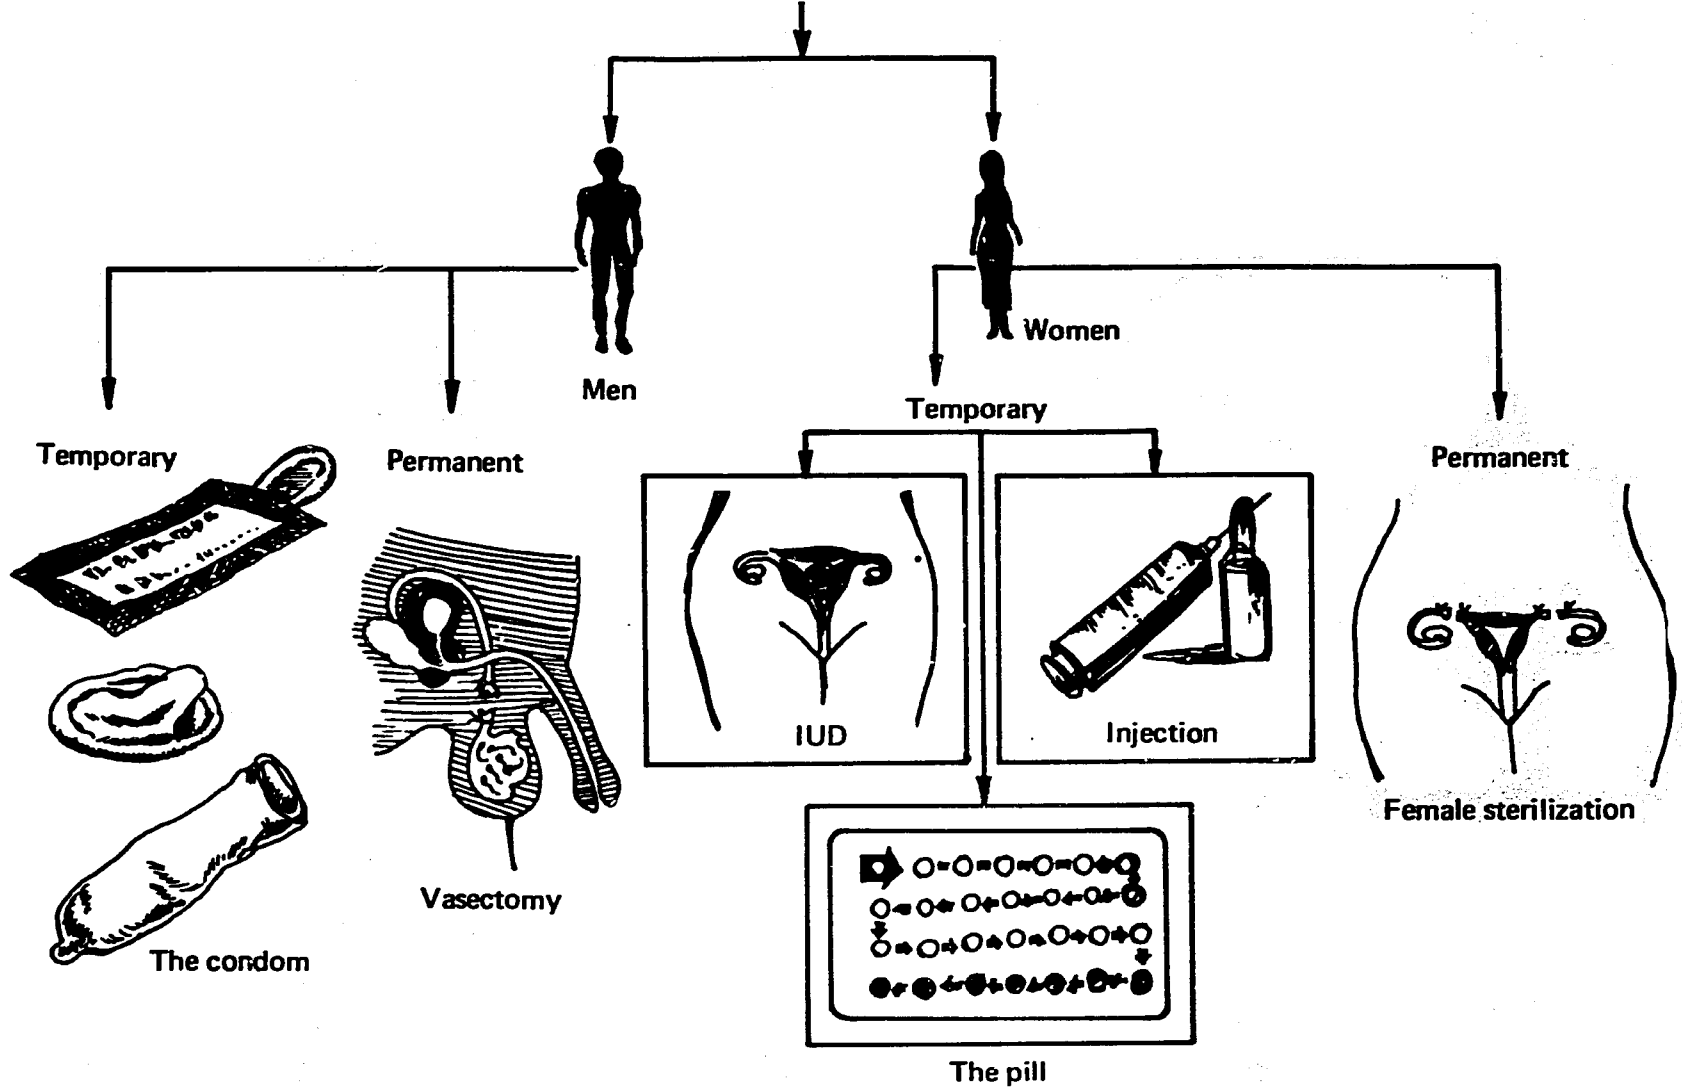 Men
Women
Temporary
Permanent
Temporary
Permanent
IUD
Injection
Vasectomy
The condom
Female sterilization
The pill